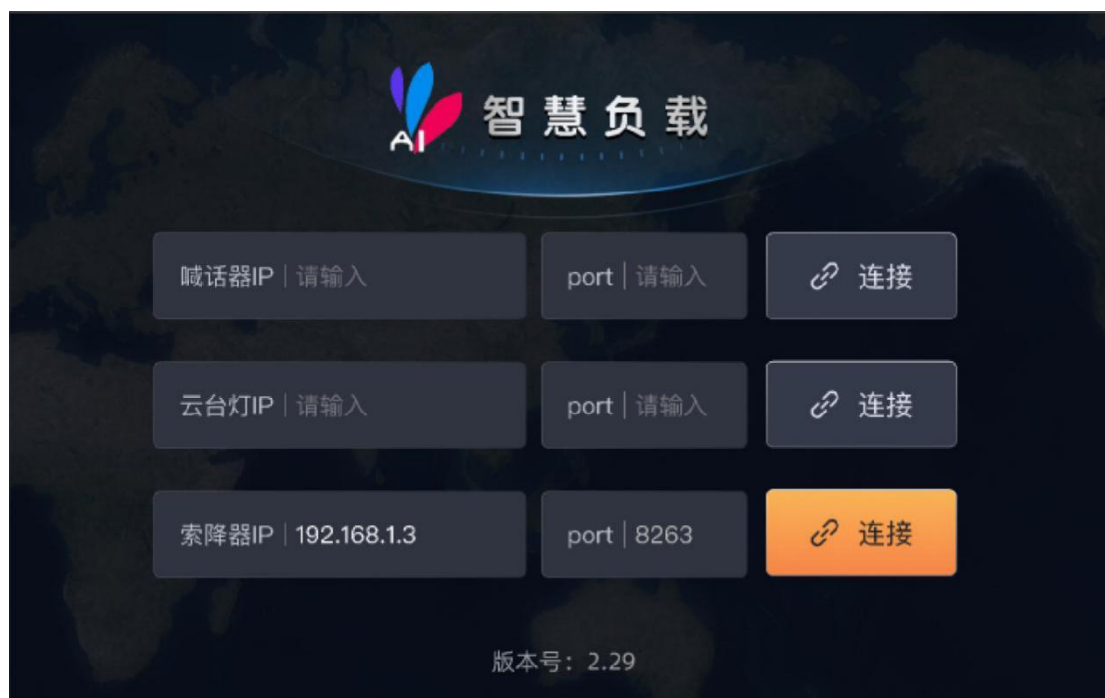 AI 智慧负载
喊话器IP | 请输入 port | 请输入 连接
云台灯IP | 请输入 port | 请输入 连接
索降器IP | 192.168.1.3 port | 8263 连接
版本号：2.29